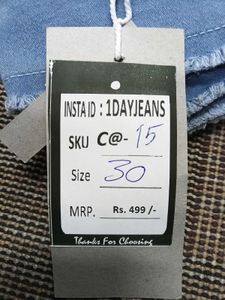 INSTA ID : 1DAYJEANS
SKU C@-15
Size 30
MRP. Rs. 499 /-
Thanks For Choosing